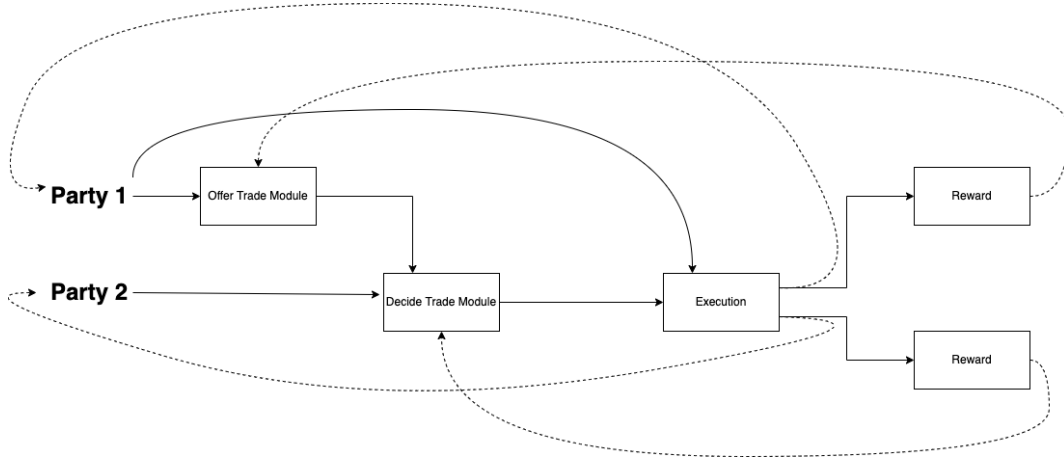 Party 1
Offer Trade Module
Reward
Party 2
Decide Trade Module
Execution
Reward